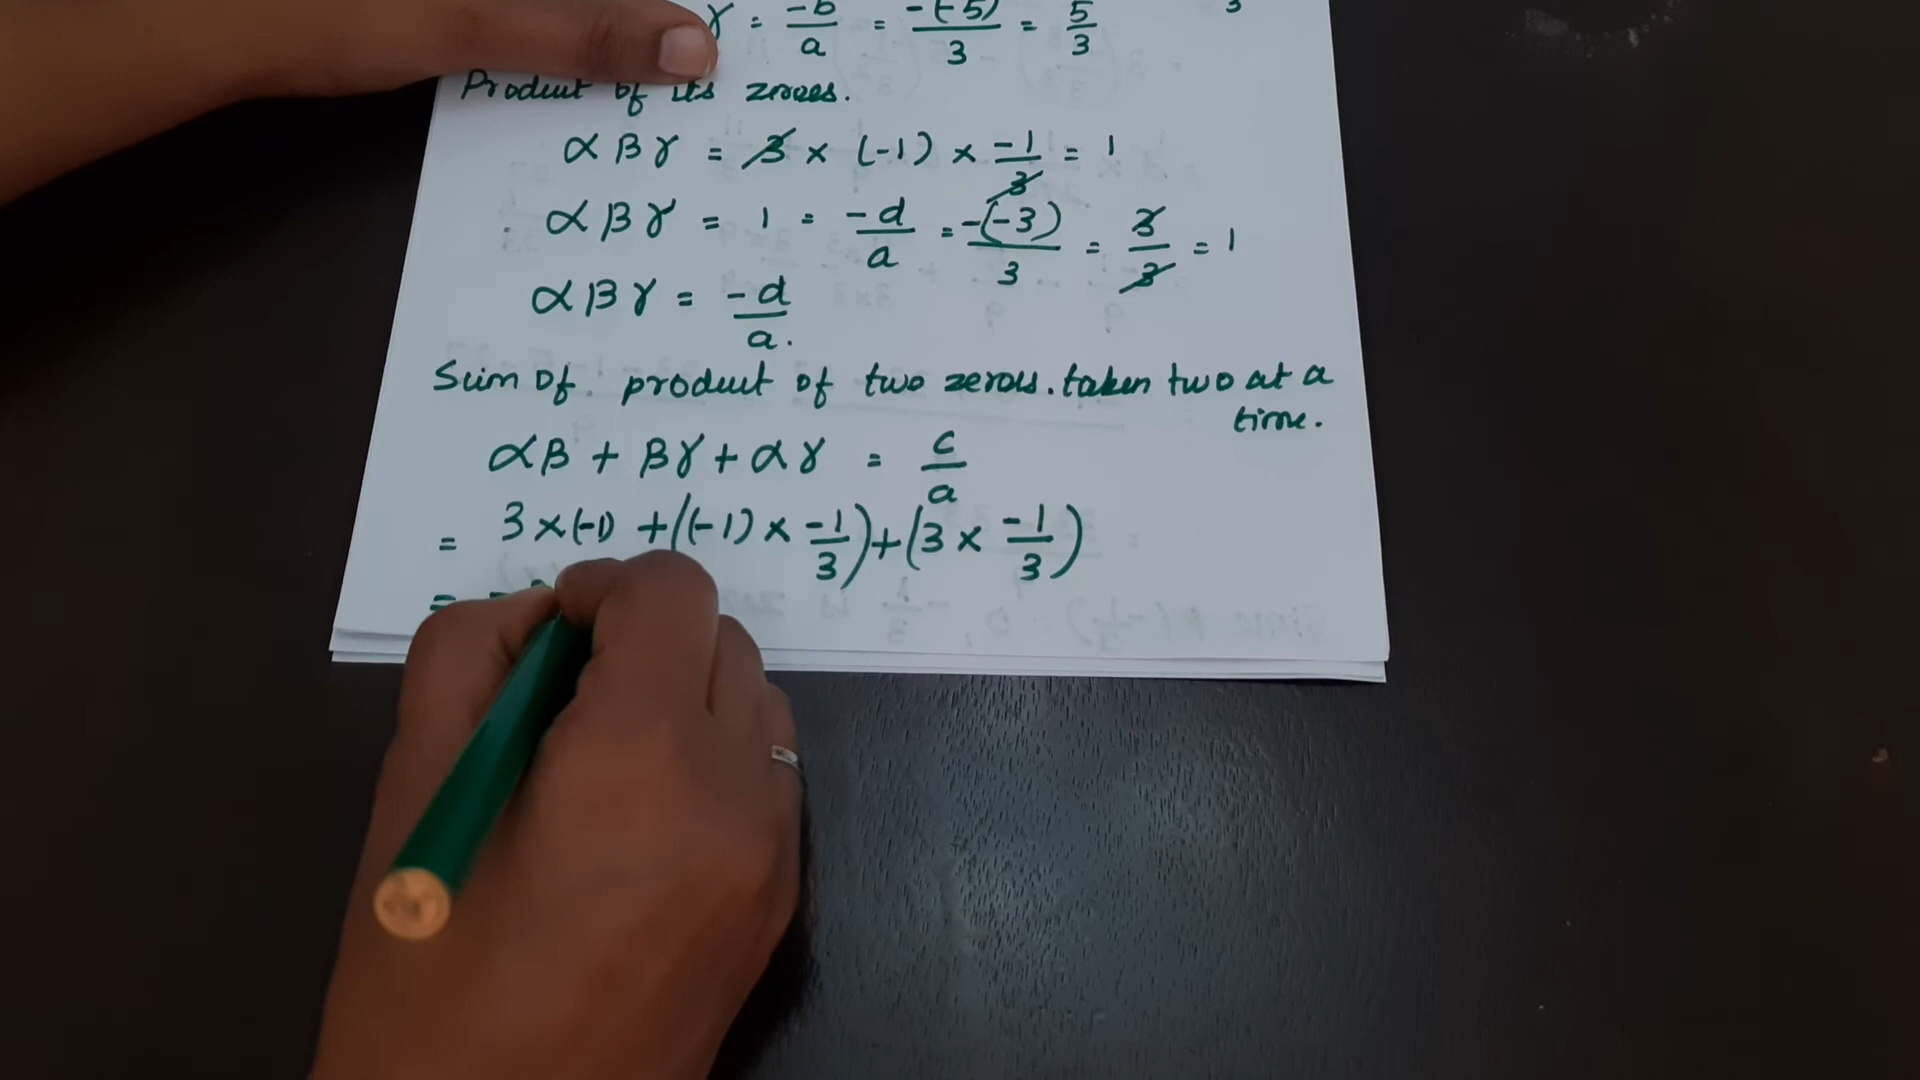 γ = -b/a = -(-5)/3 = 5/3 3
Product of its zeroes.
αβγ = 3 × (-1) × -1/3 = 1
αβγ = 1 = -d/a = -(-3)/3 = 3/3 = 1
αβγ = -d/a.
Sum Of. product of two zeroes. taken two at a
time.
αβ + βγ + αγ = c/a
= 3×(-1) + ((-1) × -1/3) + (3 × -1/3)
= -